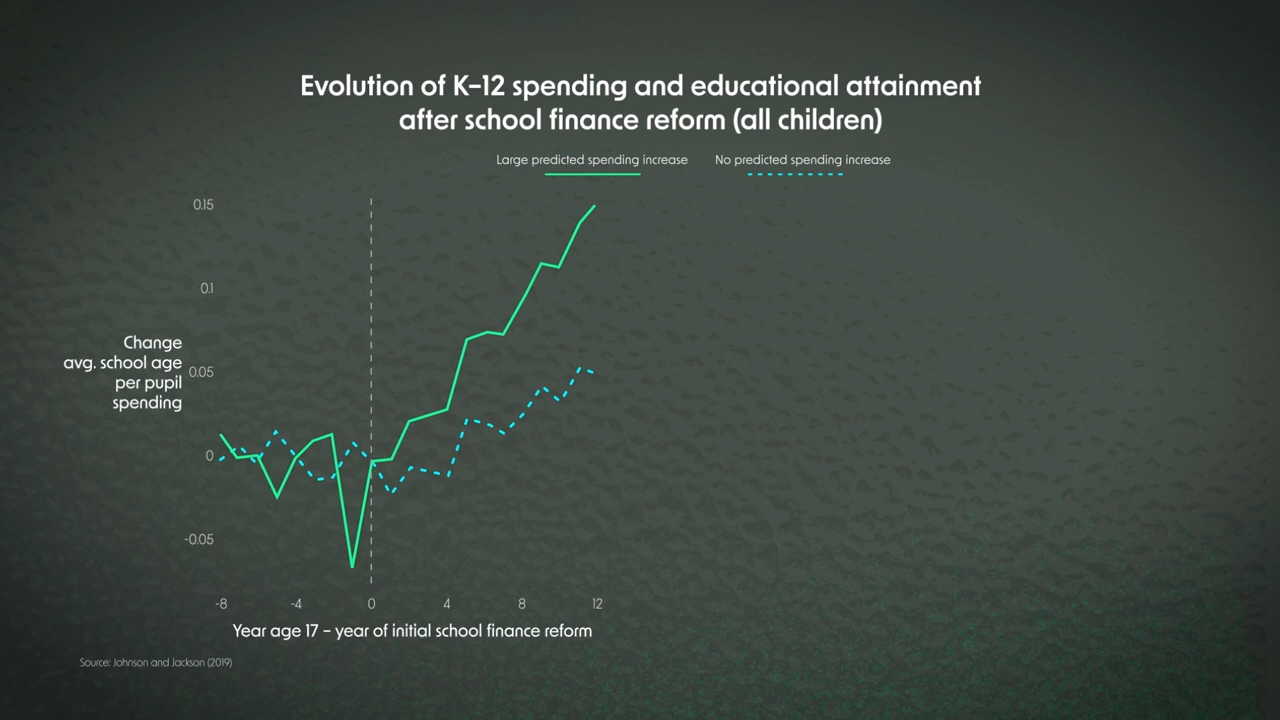 Evolution of K-12 spending and educational attainment
after school finance reform (all children)
Large predicted spending increase
No predicted spending increase
0.15
0.1
0.05
0
-0.05
Change
avg. school age
per pupil
spending
-8
-4
0
4
8
12
Year age 17 – year of initial school finance reform
Source: Johnson and Jackson (2019)